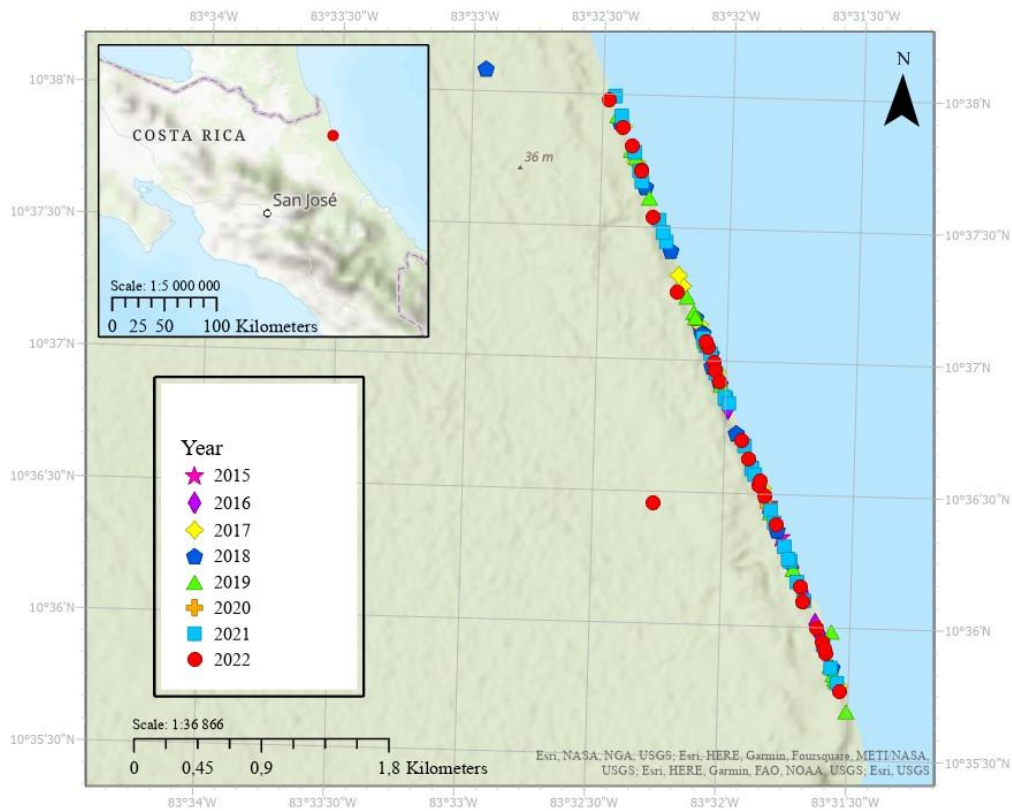 83°34'W 83°33'30"W 83°33'W 83°32'30"W 83°32'W 83°31'30"W
N
COSTA RICA
San José
Scale: 1:5 000 000
0 25 50 100 Kilometers
36 m
10°38'N
10°37'30"N
10°37'N
10°36'30"N
10°36'N
10°35'30"N
10°38'N
10°37'30"N
10°37'N
10°36'30"N
10°36'N
10°35'30"N
Year
2015
2016
2017
2018
2019
2020
2021
2022
Scale: 1:36 866
0 0,45 0,9 1,8 Kilometers
Esri, NASA, NGA, USGS; Esri, HERE, Garmin, Foursquare, METI/NASA,
USGS; Esri, HERE, Garmin, FAO, NOAA, USGS; Esri, USGS
83°34'W 83°33'30"W 83°33'W 83°32'30"W 83°32'W 83°31'30"W